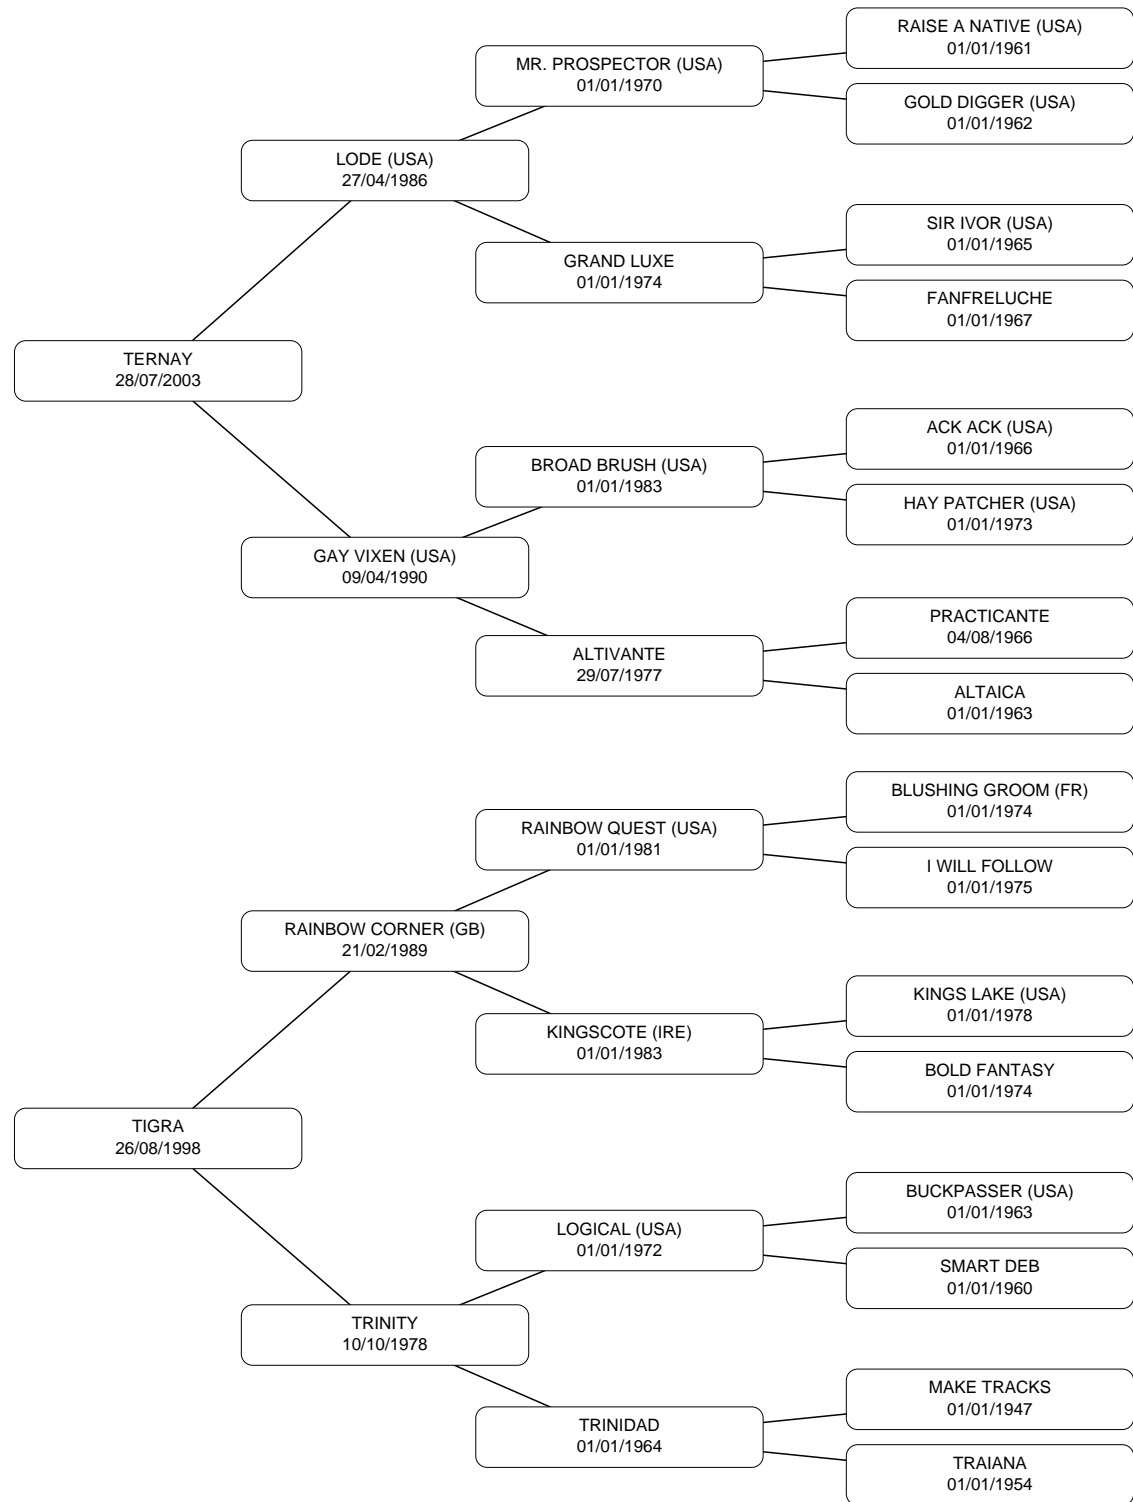 RAISE A NATIVE (USA)
01/01/1961
MR. PROSPECTOR (USA)
01/01/1970
GOLD DIGGER (USA)
01/01/1962
LODE (USA)
27/04/1986
SIR IVOR (USA)
01/01/1965
GRAND LUXE
01/01/1974
FANFRELUCHE
01/01/1967
TERNAY
28/07/2003
ACK ACK (USA)
01/01/1966
BROAD BRUSH (USA)
01/01/1983
HAY PATCHER (USA)
01/01/1973
GAY VIXEN (USA)
09/04/1990
PRACTICANTE
04/08/1966
ALTIVANTE
29/07/1977
ALTAICA
01/01/1963
BLUSHING GROOM (FR)
01/01/1974
RAINBOW QUEST (USA)
01/01/1981
I WILL FOLLOW
01/01/1975
RAINBOW CORNER (GB)
21/02/1989
KINGS LAKE (USA)
01/01/1978
KINGSCOTE (IRE)
01/01/1983
BOLD FANTASY
01/01/1974
TIGRA
26/08/1998
BUCKPASSER (USA)
01/01/1963
LOGICAL (USA)
01/01/1972
SMART DEB
01/01/1960
TRINITY
10/10/1978
MAKE TRACKS
01/01/1947
TRINIDAD
01/01/1964
TRAIANA
01/01/1954